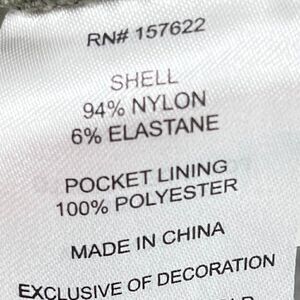 RN# 157622
SHELL
94% NYLON
6% ELASTANE
POCKET LINING
100% POLYESTER
MADE IN CHINA
EXCLUSIVE OF DECORATION